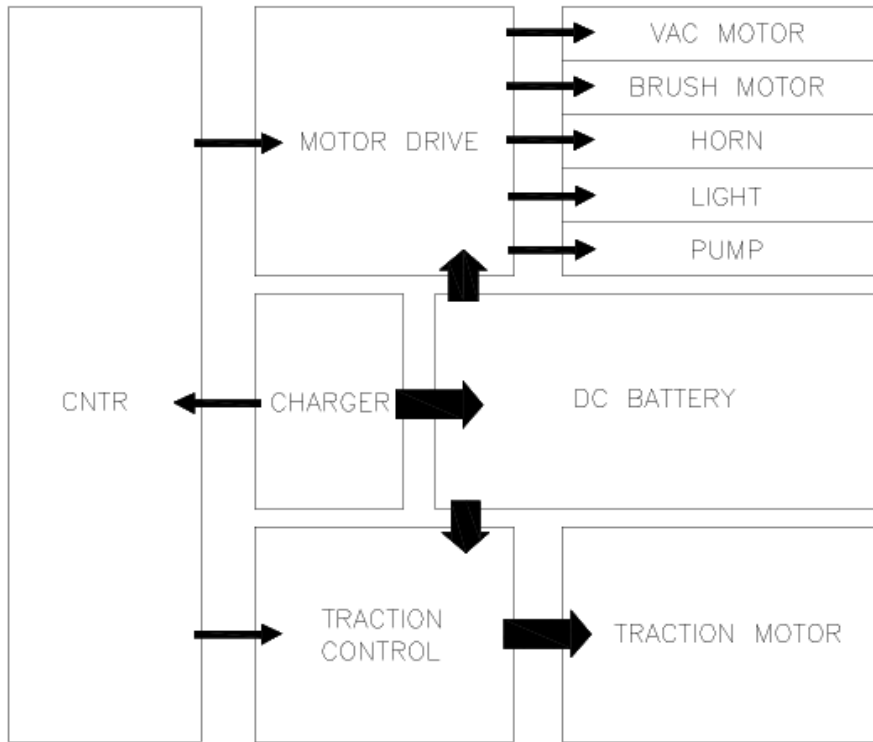 VAC MOTOR
BRUSH MOTOR
MOTOR DRIVE
HORN
LIGHT
PUMP
CNTR
CHARGER
DC BATTERY
TRACTION
CONTROL
TRACTION MOTOR